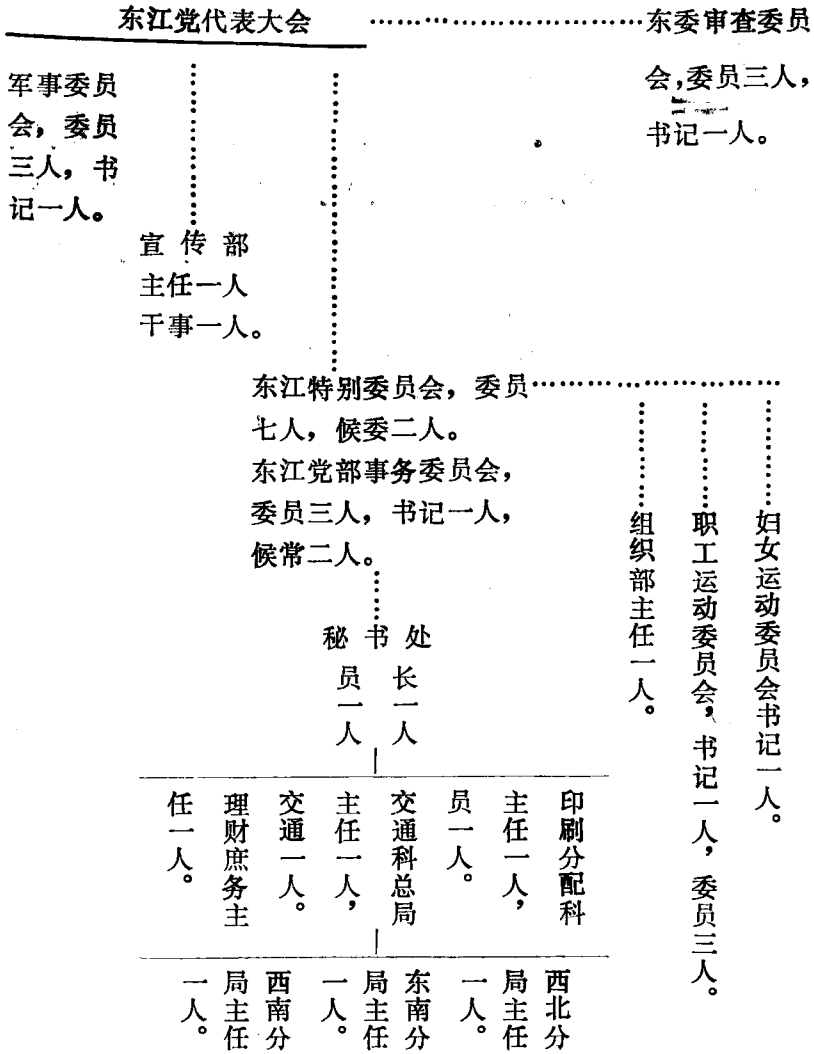 东江党代表大会
东委审查委员
会，委员三人，
书记一人。
军事委员
会，委员
三人，书
记一人。
宣传部
主任一人
干事一人。
东江特别委员会，委员
七人，候委二人。
东江党部事务委员会，
委员三人，书记一人，
候常二人。
妇女运动委员会书记一人。
职工运动委员会，书记一人，委员三人。
组织部主任一人。
秘书处
长一人
员一人
印刷分配科
主任一人，
员一人。
交通科总局
主任一人，
交通一人。
理财庶务主
任一人。
西北分
局主任
一人。
东南分
局主任
一人。
西南分
局主任
一人。